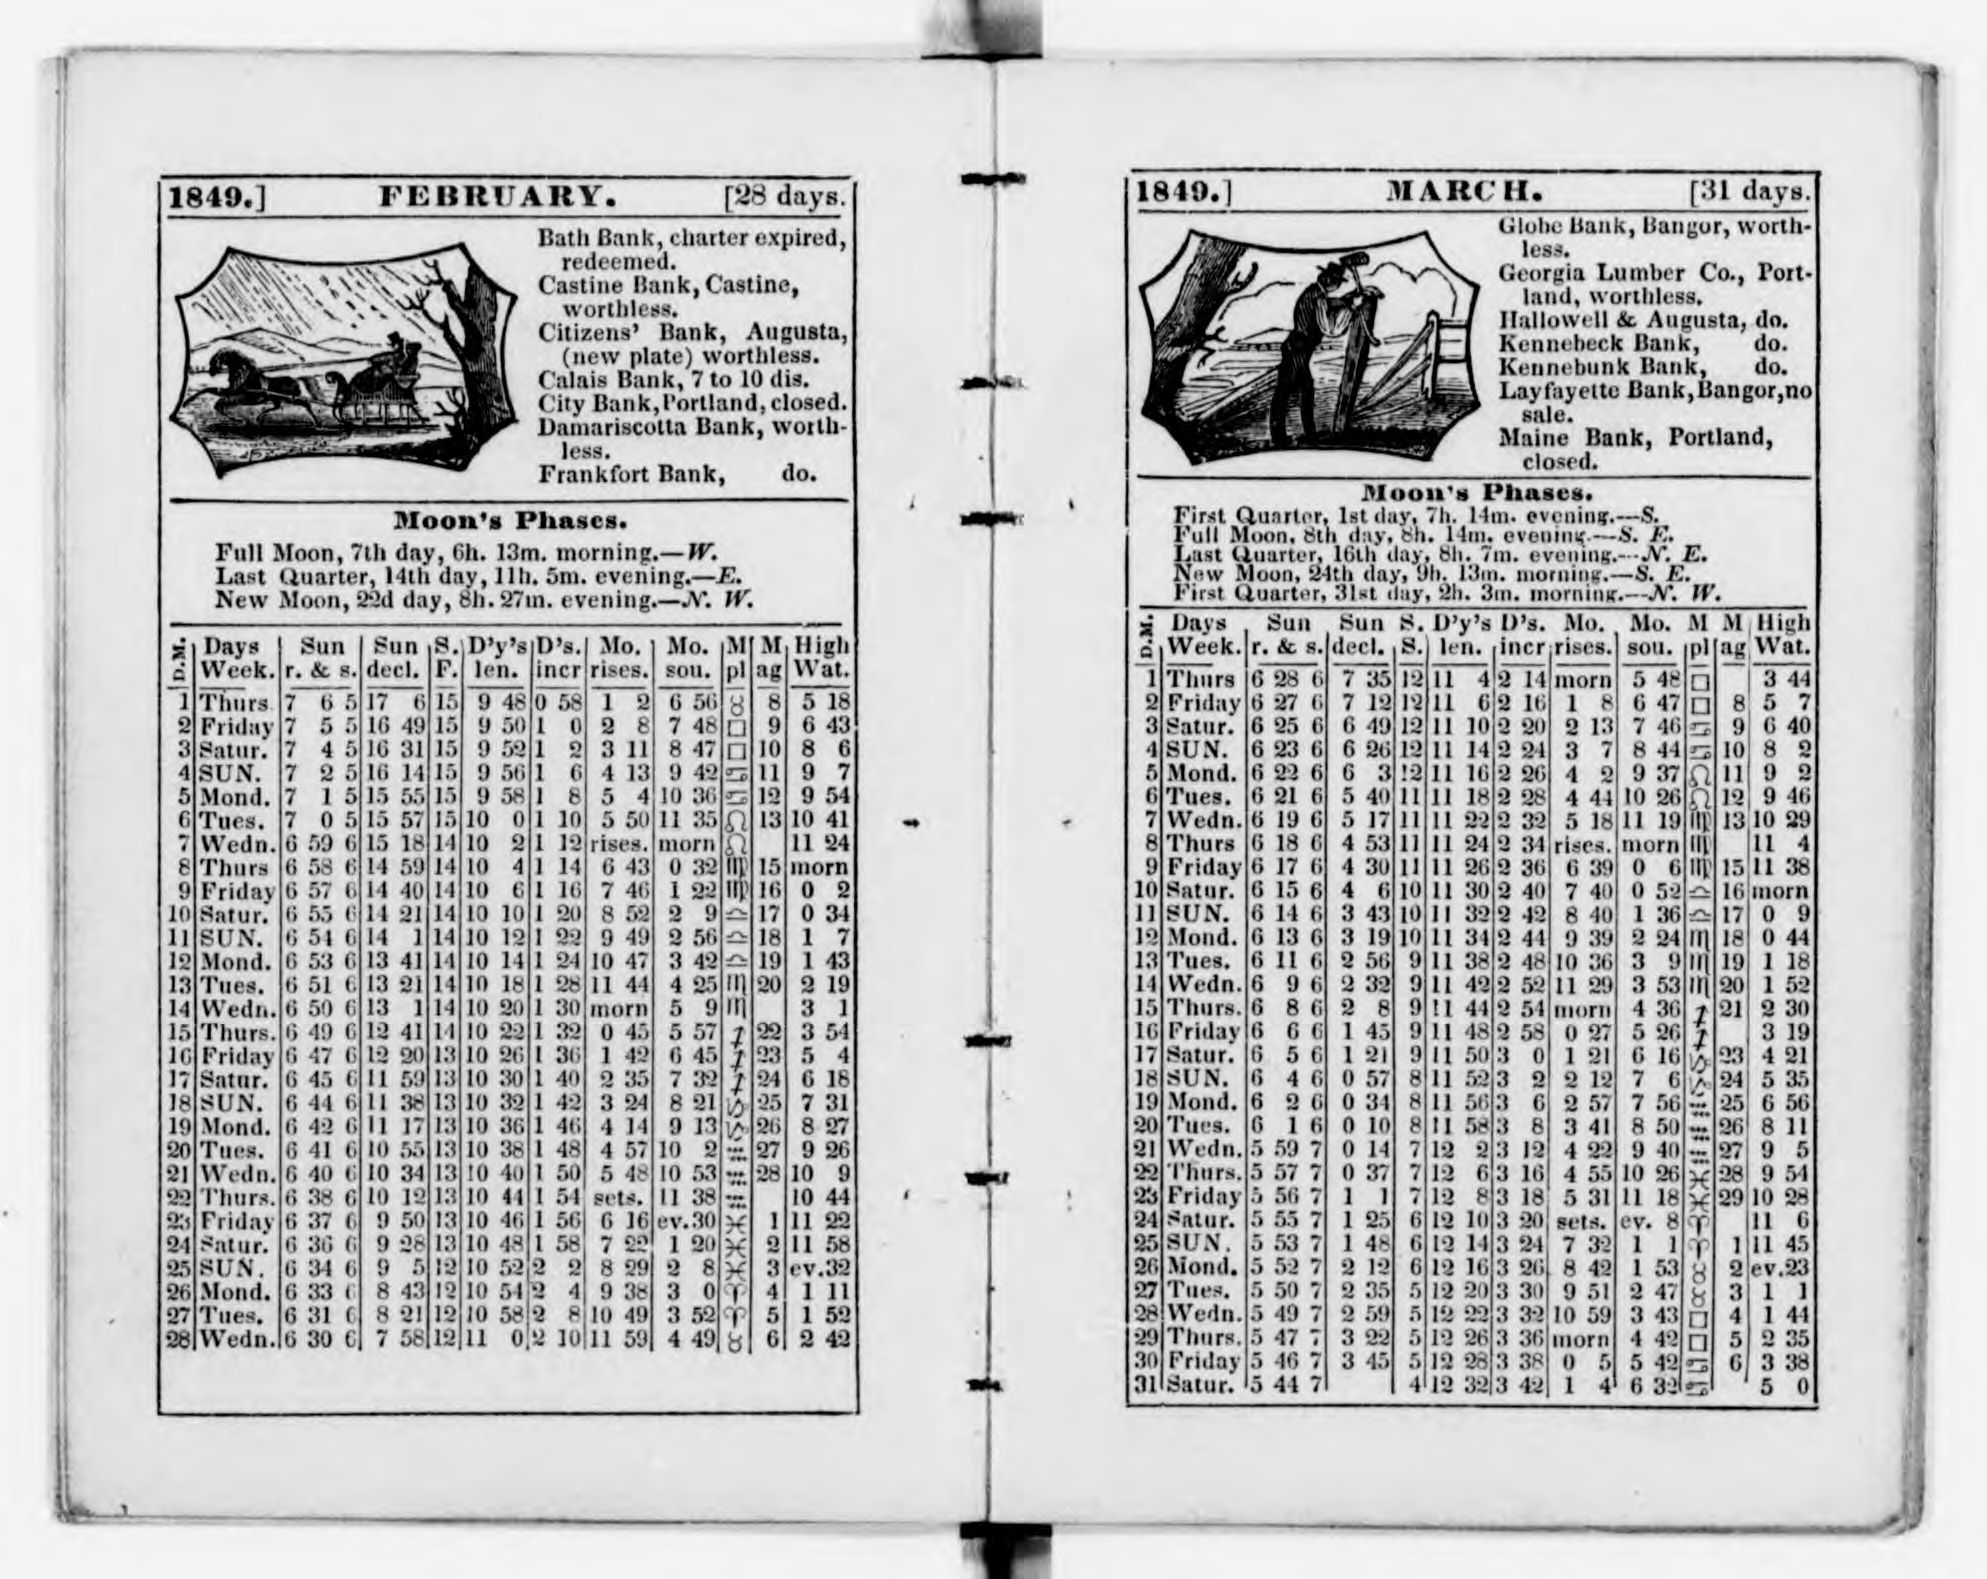 1849.] FEBRUARY. [28 days.
Bath Bank, charter expired,
redeemed.
Castine Bank, Castine,
worthless.
Citizens' Bank, Augusta,
(new plate) worthless.
Calais Bank, 7 to 10 dis.
City Bank, Portland, closed.
Damariscotta Bank, worth-
less.
Frankfort Bank, do.
Moon's Phases.
Full Moon, 7th day, 6h. 13m. morning.—W.
Last Quarter, 14th day, 11h. 5m. evening.—E.
New Moon, 22d day, 8h. 27m. evening.—N. W.
D.M. Days Sun Sun S. D'y's D's. Mo. Mo. M M High
Week. r. & s. decl. F. len. incr rises. sou. pl ag Wat.
1 Thurs 7 6 5 17 6 15 9 48 0 58 1 2 6 56 ♉ 8 5 18
2 Friday 7 5 5 16 49 15 9 50 1 0 2 8 7 48 □ 9 6 43
3 Satur. 7 4 5 16 31 15 9 52 1 2 3 11 8 47 □ 10 8 6
4 SUN. 7 2 5 16 14 15 9 56 1 6 4 13 9 42 ♋ 11 9 7
5 Mond. 7 1 5 15 55 15 9 58 1 8 5 4 10 36 ♋ 12 9 54
6 Tues. 7 0 5 15 57 15 10 0 1 10 5 50 11 35 ♌ 13 10 41
7 Wedn. 6 59 6 15 18 14 10 2 1 12 rises. morn ♌ 11 24
8 Thurs 6 58 6 14 59 14 10 4 1 14 6 43 0 32 ♍ 15 morn
9 Friday 6 57 6 14 40 14 10 6 1 16 7 46 1 22 ♍ 16 0 2
10 Satur. 6 55 6 14 21 14 10 10 1 20 8 52 2 9 ♎ 17 0 34
11 SUN. 6 54 6 14 1 14 10 12 1 22 9 49 2 56 ♎ 18 1 7
12 Mond. 6 53 6 13 41 14 10 14 1 24 10 47 3 42 ♎ 19 1 43
13 Tues. 6 51 6 13 21 14 10 18 1 28 11 44 4 25 ♏ 20 2 19
14 Wedn. 6 50 6 13 1 14 10 20 1 30 morn 5 9 ♏ 3 1
15 Thurs. 6 49 6 12 41 14 10 22 1 32 0 45 5 57 ♐ 22 3 54
16 Friday 6 47 6 12 20 13 10 26 1 36 1 42 6 45 ♐ 23 5 4
17 Satur. 6 45 6 11 59 13 10 30 1 40 2 35 7 32 ♐ 24 6 18
18 SUN. 6 44 6 11 38 13 10 32 1 42 3 24 8 21 ♑ 25 7 31
19 Mond. 6 42 6 11 17 13 10 36 1 46 4 14 9 13 ♑ 26 8 27
20 Tues. 6 41 6 10 55 13 10 38 1 48 4 57 10 2 ♒ 27 9 26
21 Wedn. 6 40 6 10 34 13 10 40 1 50 5 48 10 53 ♒ 28 10 9
22 Thurs. 6 38 6 10 12 13 10 44 1 54 sets. 11 38 ♒ 10 44
23 Friday 6 37 6 9 50 13 10 46 1 56 6 16 ev.30 ♓ 1 11 22
24 Satur. 6 36 6 9 28 13 10 48 1 58 7 22 1 20 ♓ 2 11 58
25 SUN. 6 34 6 9 5 12 10 52 2 2 8 29 2 8 ♓ 3 ev.32
26 Mond. 6 33 6 8 43 12 10 54 2 4 9 38 3 0 ♈ 4 1 11
27 Tues. 6 31 6 8 21 12 10 58 2 8 10 49 3 52 ♈ 5 1 52
28 Wedn. 6 30 6 7 58 12 11 0 2 10 11 59 4 49 ♉ 6 2 42
1849.] MARCH. [31 days.
Globe Bank, Bangor, worth-
less.
Georgia Lumber Co., Port-
land, worthless.
Hallowell & Augusta, do.
Kennebeck Bank, do.
Kennebunk Bank, do.
Layfayette Bank, Bangor, no
sale.
Maine Bank, Portland,
closed.
Moon's Phases.
First Quarter, 1st day, 7h. 14m. evening.—S.
Full Moon, 8th day, 8h. 14m. evening.—S. E.
Last Quarter, 16th day, 8h. 7m. evening.—N. E.
New Moon, 24th day, 9h. 13m. morning.—S. E.
First Quarter, 31st day, 2h. 3m. morning.—N. W.
D.M. Days Sun Sun S. D'y's D's. Mo. Mo. M M High
Week. r. & s. decl. S. len. incr rises. sou. pl ag Wat.
1 Thurs 6 28 6 7 35 12 11 4 2 14 morn 5 48 □ 3 44
2 Friday 6 27 6 7 12 12 11 6 2 16 1 8 6 47 □ 8 5 7
3 Satur. 6 25 6 6 49 12 11 10 2 20 2 13 7 46 ♋ 9 6 40
4 SUN. 6 23 6 6 26 12 11 14 2 24 3 7 8 44 ♋ 10 8 2
5 Mond. 6 22 6 6 3 12 11 16 2 26 4 2 9 37 ♌ 11 9 2
6 Tues. 6 21 6 5 40 11 11 18 2 28 4 44 10 26 ♌ 12 9 46
7 Wedn. 6 19 6 5 17 11 11 22 2 32 5 18 11 19 ♍ 13 10 29
8 Thurs 6 18 6 4 53 11 11 24 2 34 rises. morn ♍ 11 4
9 Friday 6 17 6 4 30 11 11 26 2 36 6 39 0 6 ♍ 15 11 38
10 Satur. 6 15 6 4 6 10 11 30 2 40 7 40 0 52 ♎ 16 morn
11 SUN. 6 14 6 3 43 10 11 32 2 42 8 40 1 36 ♎ 17 0 9
12 Mond. 6 13 6 3 19 10 11 34 2 44 9 39 2 24 ♏ 18 0 44
13 Tues. 6 11 6 2 56 9 11 38 2 48 10 36 3 9 ♏ 19 1 18
14 Wedn. 6 9 6 2 32 9 11 42 2 52 11 29 3 53 ♏ 20 1 52
15 Thurs. 6 8 6 2 8 9 11 44 2 54 morn 4 36 ♐ 21 2 30
16 Friday 6 6 6 1 45 9 11 48 2 58 0 27 5 26 ♐ 3 19
17 Satur. 6 5 6 1 21 9 11 50 3 0 1 21 6 16 ♑ 23 4 21
18 SUN. 6 4 6 0 57 8 11 52 3 2 2 12 7 6 ♑ 24 5 35
19 Mond. 6 2 6 0 34 8 11 56 3 6 2 57 7 56 ♒ 25 6 56
20 Tues. 6 1 6 0 10 8 11 58 3 8 3 41 8 50 ♒ 26 8 11
21 Wedn. 5 59 7 0 14 7 12 2 3 12 4 22 9 40 ♒ 27 9 5
22 Thurs. 5 57 7 0 37 7 12 6 3 16 4 55 10 26 ♓ 28 9 54
23 Friday 5 56 7 1 1 7 12 8 3 18 5 31 11 18 ♓ 29 10 28
24 Satur. 5 55 7 1 25 6 12 10 3 20 sets. ev. 8 ♈ 11 6
25 SUN. 5 53 7 1 48 6 12 14 3 24 7 32 1 1 ♈ 1 11 45
26 Mond. 5 52 7 2 12 6 12 16 3 26 8 42 1 53 ♉ 2 ev.23
27 Tues. 5 50 7 2 35 5 12 20 3 30 9 51 2 47 ♉ 3 1 1
28 Wedn. 5 49 7 2 59 5 12 22 3 32 10 59 3 43 □ 4 1 44
29 Thurs. 5 47 7 3 22 5 12 26 3 36 morn 4 42 □ 5 2 35
30 Friday 5 46 7 3 45 5 12 28 3 38 0 5 5 42 ♋ 6 3 38
31 Satur. 5 44 7 4 12 32 3 42 1 4 6 32 ♋ 5 0